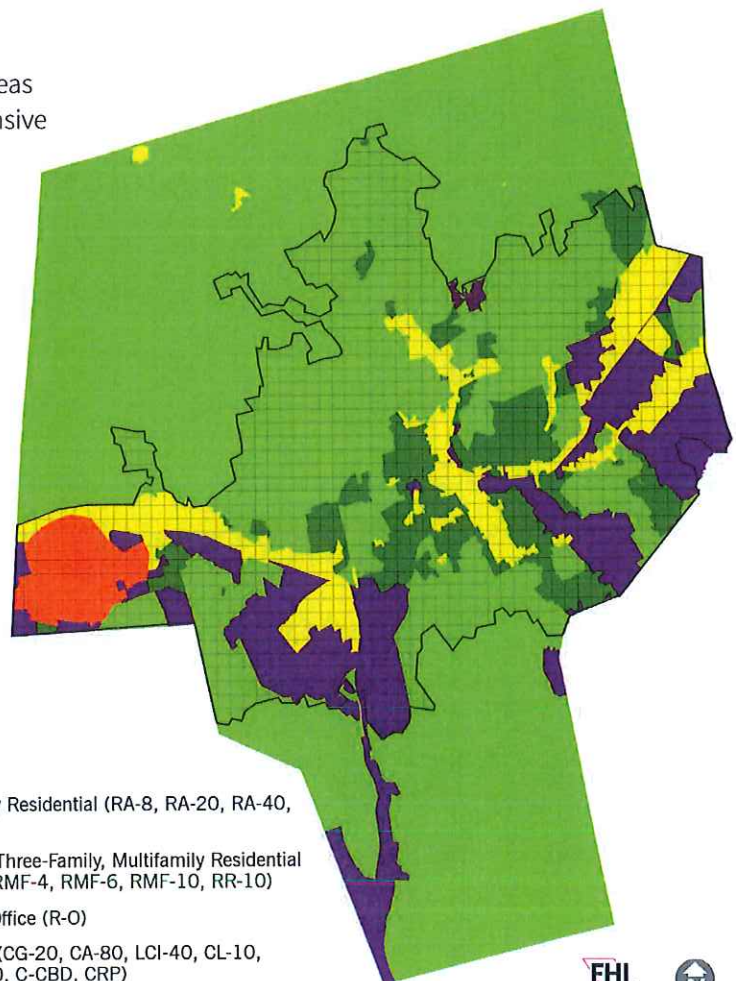 eas
nsive
Residential (RA-8, RA-20, RA-40,
Three-Family, Multifamily Residential
RMF-4, RMF-6, RMF-10, RR-10)
ffice (R-O)
(CG-20, CA-80, LCI-40, CL-10,
C-CBD, CRP)
FHI